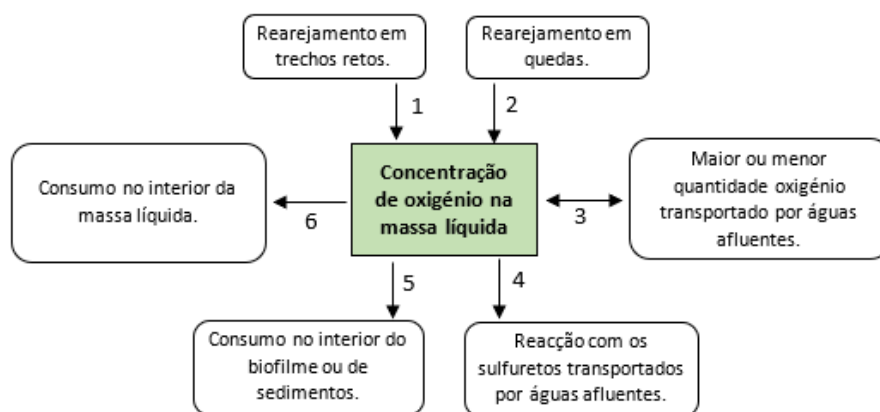 Rearejamento em
trechos retos.
Rearejamento em
quedas.
1
2
Consumo no interior da
massa líquida.
6
Concentração
de oxigénio na
massa líquida
3
Maior ou menor
quantidade oxigénio
transportado por águas
afluentes.
5
4
Consumo no interior do
biofilme ou de
sedimentos.
Reacção com os
sulfuretos transportados
por águas afluentes.